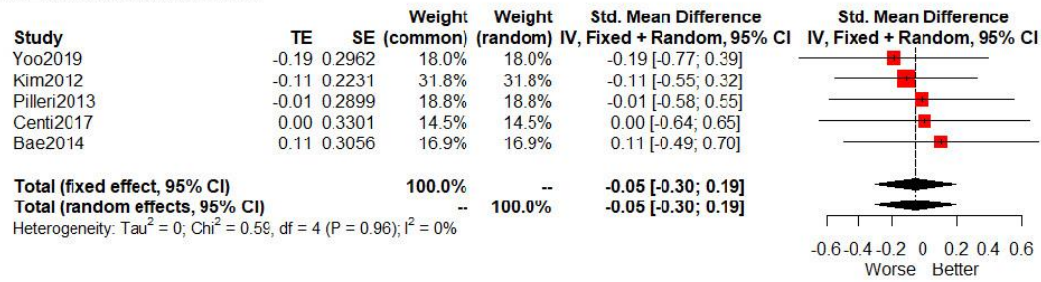 Weight Weight Std. Mean Difference Std. Mean Difference
Study TE SE (common) (random) IV, Fixed + Random, 95% CI IV, Fixed + Random, 95% CI
Yoo2019 -0.19 0.2962 18.0% 18.0% -0.19 [-0.77; 0.39]
Kim2012 -0.11 0.2231 31.8% 31.8% -0.11 [-0.55; 0.32]
Pilleri2013 -0.01 0.2899 18.8% 18.8% -0.01 [-0.58; 0.55]
Centi2017 0.00 0.3301 14.5% 14.5% 0.00 [-0.64; 0.65]
Bae2014 0.11 0.3056 16.9% 16.9% 0.11 [-0.49; 0.70]
Total (fixed effect, 95% CI) 100.0% -- -0.05 [-0.30; 0.19]
Total (random effects, 95% CI) -- 100.0% -0.05 [-0.30; 0.19]
Heterogeneity: Tau² = 0; Chi² = 0.59, df = 4 (P = 0.96); I² = 0%
-0.6 -0.4 -0.2 0 0.2 0.4 0.6
Worse Better